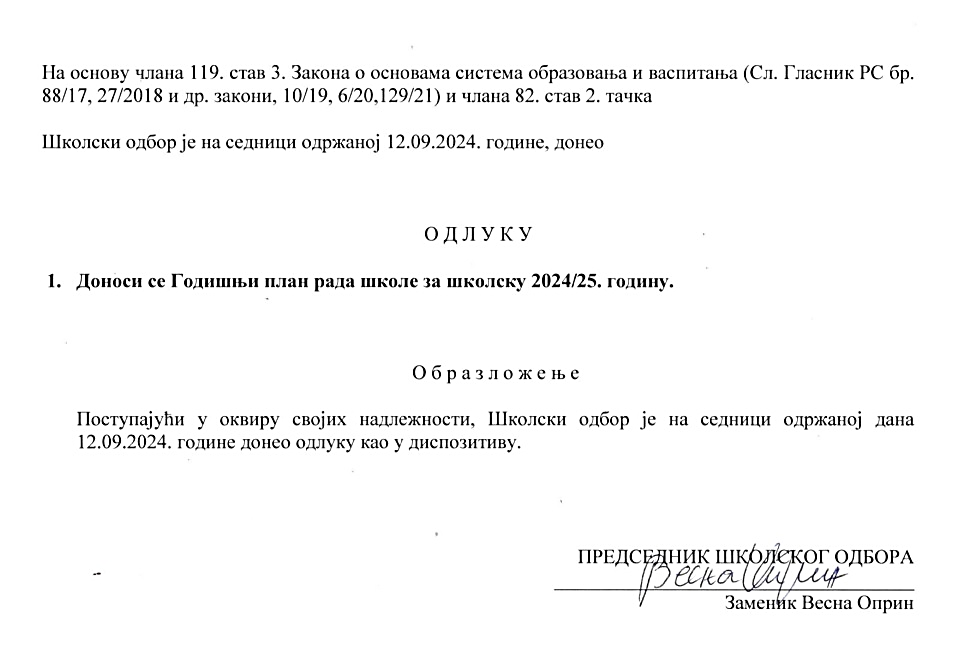 На основу члана 119. став 3. Закона о основама система образовања и васпитања (Сл. Гласник РС бр.
88/17, 27/2018 и др. закони, 10/19, 6/20,129/21) и члана 82. став 2. тачка
Школски одбор је на седници одржаној 12.09.2024. године, донео
О Д Л У К У
1. Доноси се Годишњи план рада школе за школску 2024/25. годину.
О б р а з л о ж е њ е
Поступајући у оквиру својих надлежности, Школски одбор је на седници одржаној дана
12.09.2024. године донео одлуку као у диспозитиву.
ПРЕДСЕДНИК ШКОЛСКОГ ОДБОРА
Весна Оприн
Заменик Весна Оприн